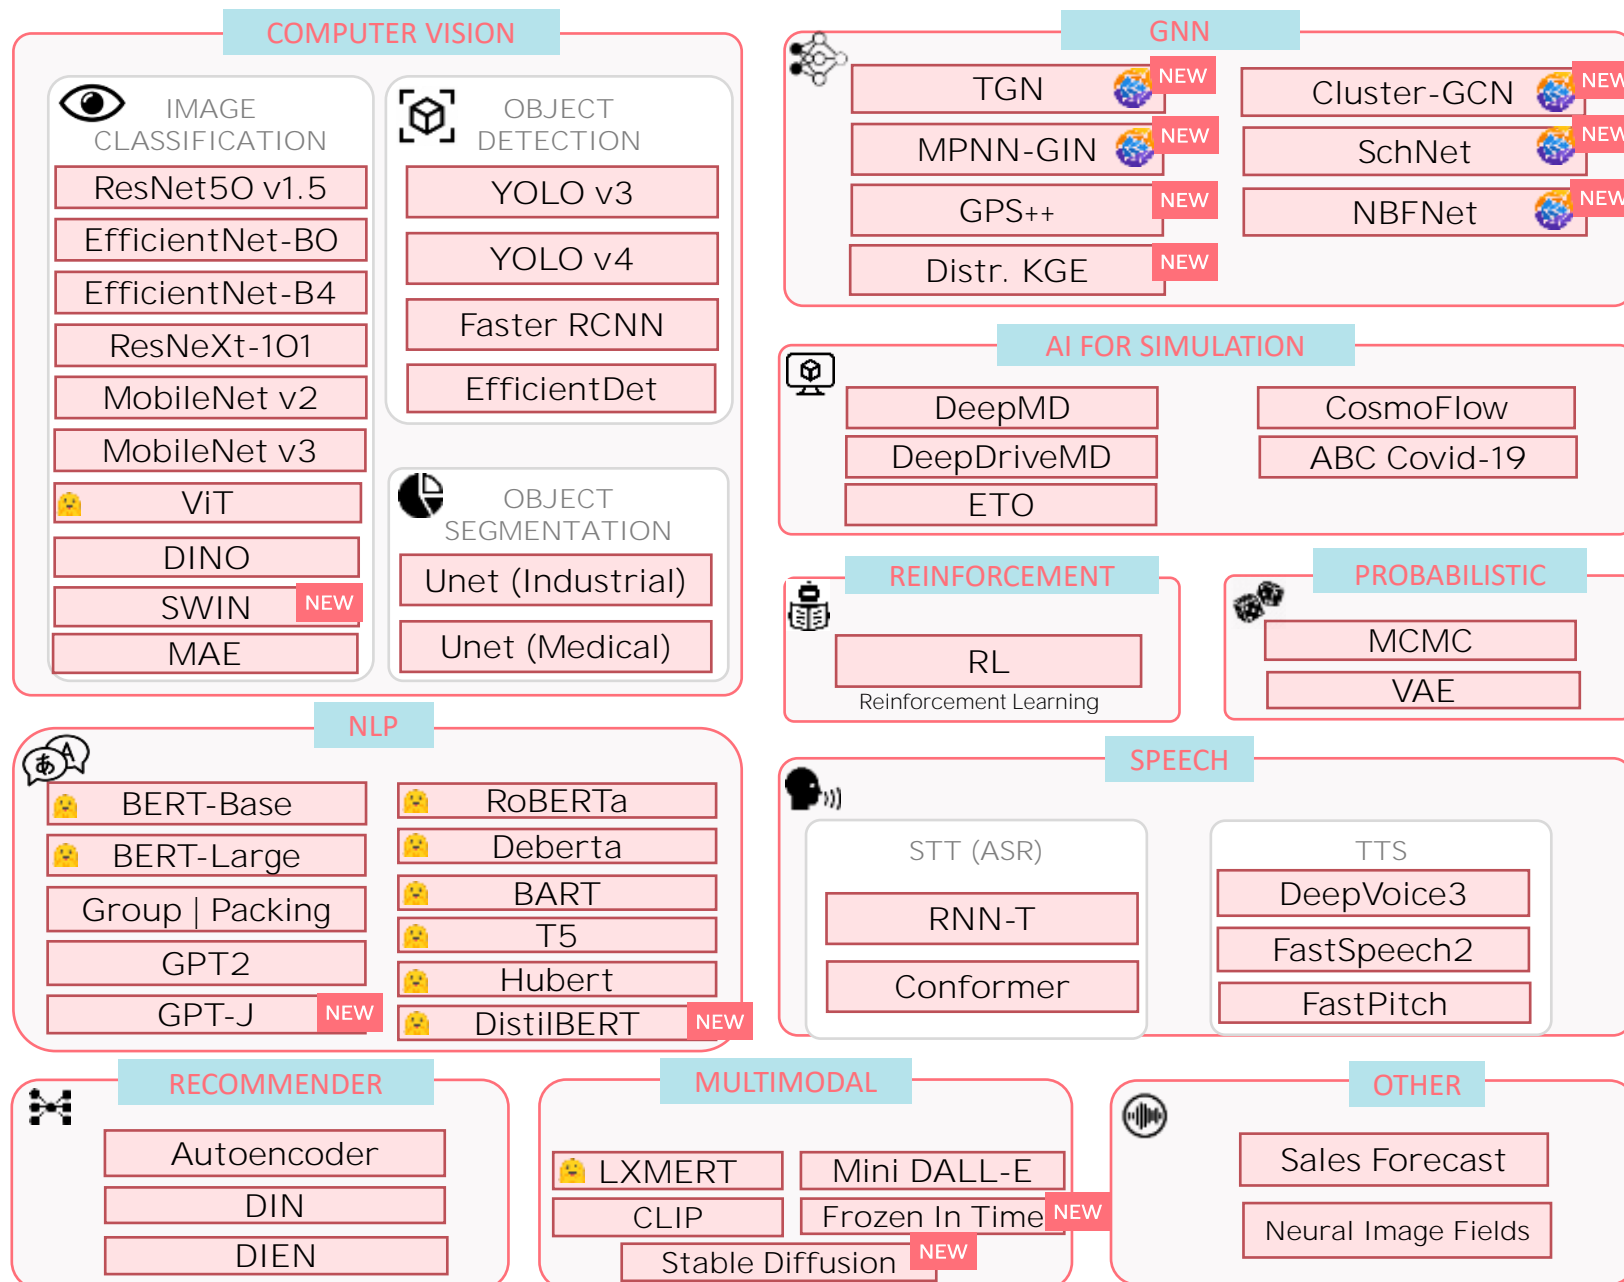 COMPUTER VISION
IMAGE
CLASSIFICATION
ResNet50 v1.5
EfficientNet-B0
EfficientNet-B4
ResNeXt-101
MobileNet v2
MobileNet v3
ViT
DINO
SWIN NEW
MAE
OBJECT
DETECTION
YOLO v3
YOLO v4
Faster RCNN
EfficientDet
OBJECT
SEGMENTATION
Unet (Industrial)
Unet (Medical)
GNN
TGN NEW
MPNN-GIN NEW
GPS++ NEW
Distr. KGE NEW
Cluster-GCN NEW
SchNet NEW
NBFNet NEW
AI FOR SIMULATION
DeepMD
DeepDriveMD
ETO
CosmoFlow
ABC Covid-19
REINFORCEMENT
RL
Reinforcement Learning
PROBABILISTIC
MCMC
VAE
NLP
あ A
BERT-Base
BERT-Large
Group | Packing
GPT2
GPT-J NEW
RoBERTa
Deberta
BART
T5
Hubert
DistilBERT NEW
SPEECH
STT (ASR)
RNN-T
Conformer
TTS
DeepVoice3
FastSpeech2
FastPitch
RECOMMENDER
Autoencoder
DIN
DIEN
MULTIMODAL
LXMERT
Mini DALL-E
CLIP
Frozen In Time NEW
Stable Diffusion NEW
OTHER
Sales Forecast
Neural Image Fields